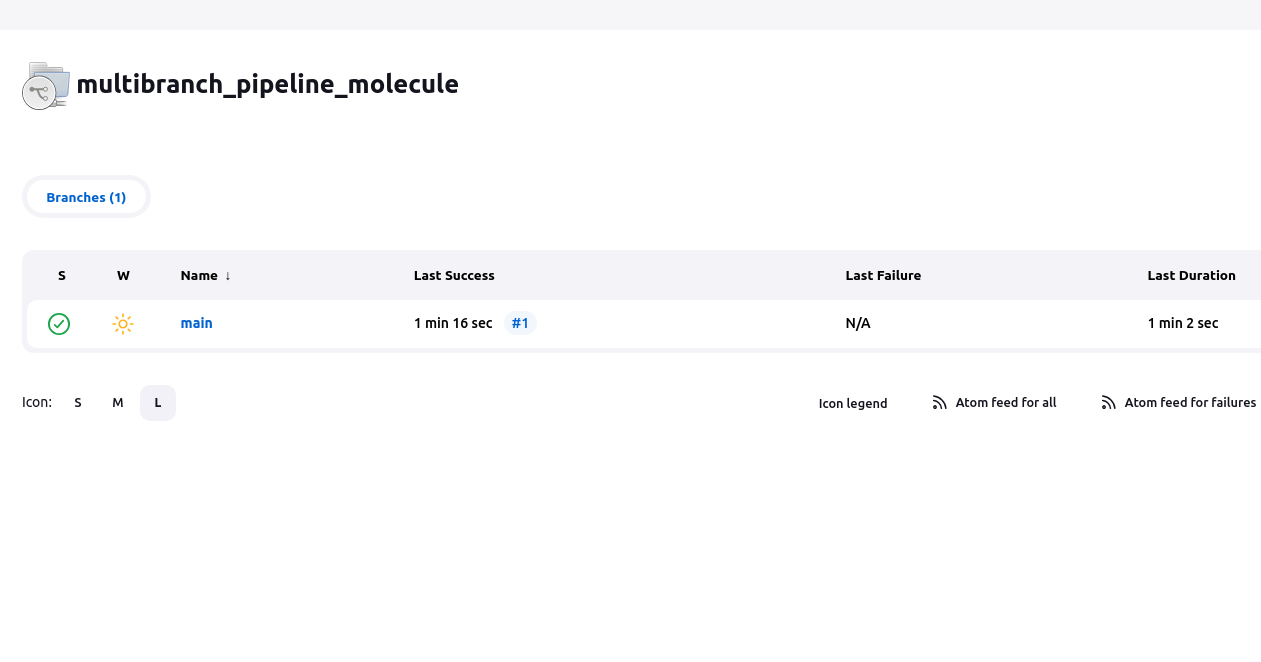 multibranch_pipeline_molecule
Branches (1)
S W Name ↓ Last Success Last Failure Last Duration
main 1 min 16 sec #1 N/A 1 min 2 sec
Icon: S M L Icon legend Atom feed for all Atom feed for failures